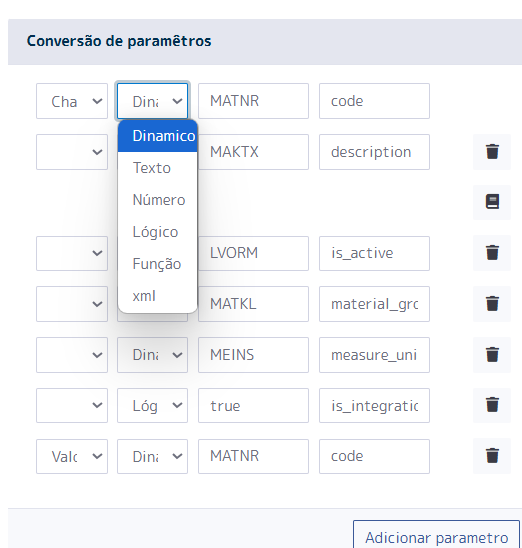 Conversão de paramêtros
Cha Dina MATNR code
Dinamico MAKTX description
Texto
Número
Lógico LVORM is_active
Função
xml MATKL material_grc
Dina MEINS measure_uni
Lóg true is_integratic
Valc Dina MATNR code
Adicionar parametro